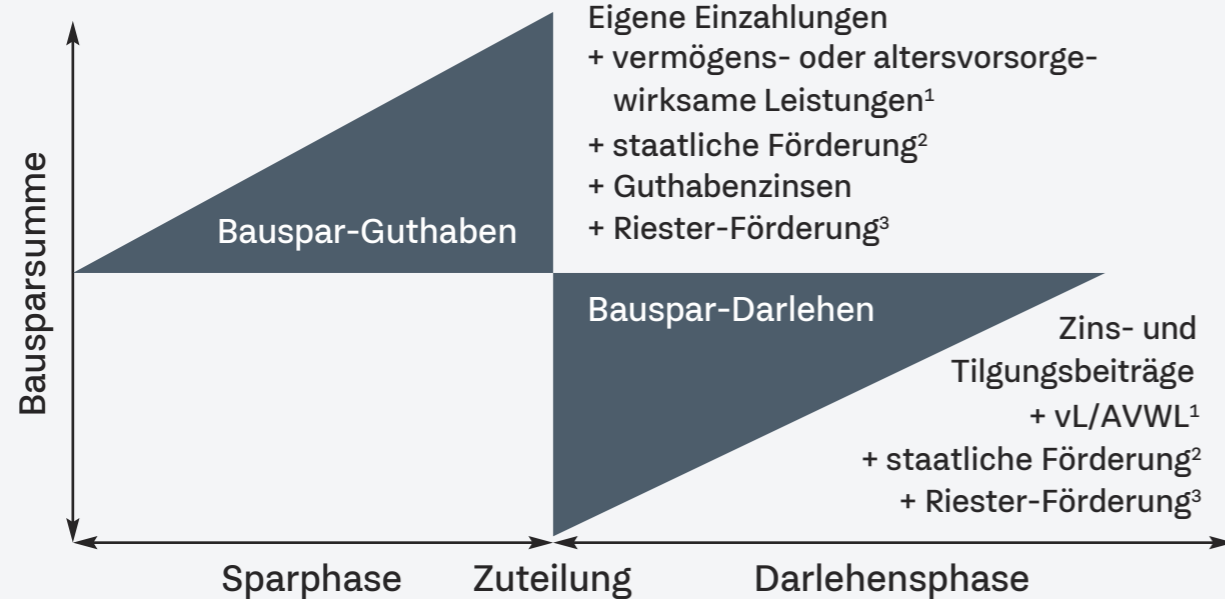 Eigene Einzahlungen
+ vermögens- oder altersvorsorge-
wirksame Leistungen¹
+ staatliche Förderung²
+ Guthabenzinsen
+ Riester-Förderung³
Bausparsumme
Bauspar-Guthaben
Bauspar-Darlehen
Zins- und
Tilgungsbeiträge
+ vL/AVWL¹
+ staatliche Förderung²
+ Riester-Förderung³
Sparphase
Zuteilung
Darlehensphase